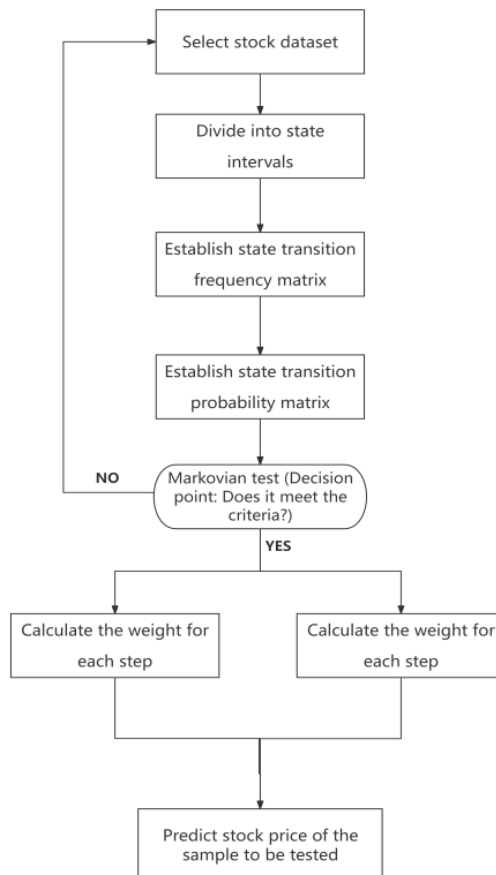 Select stock dataset
Divide into state
intervals
Establish state transition
frequency matrix
Establish state transition
probability matrix
NO
Markovian test (Decision
point: Does it meet the
criteria?)
YES
Calculate the weight for
each step
Calculate the weight for
each step
Predict stock price of the
sample to be tested